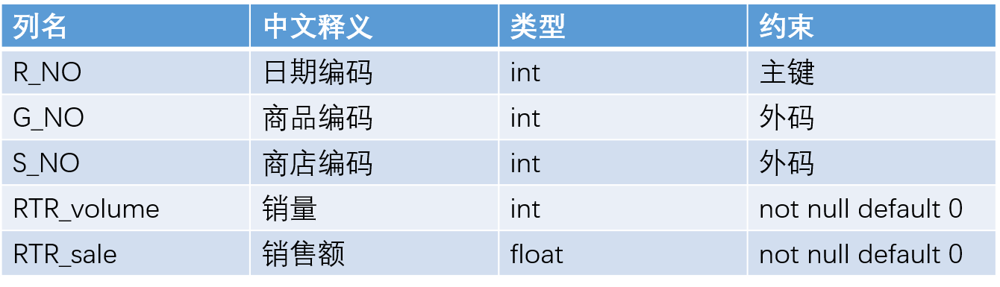 列名 中文释义 类型 约束
R_NO 日期编码 int 主键
G_NO 商品编码 int 外码
S_NO 商店编码 int 外码
RTR_volume 销量 int not null default 0
RTR_sale 销售额 float not null default 0